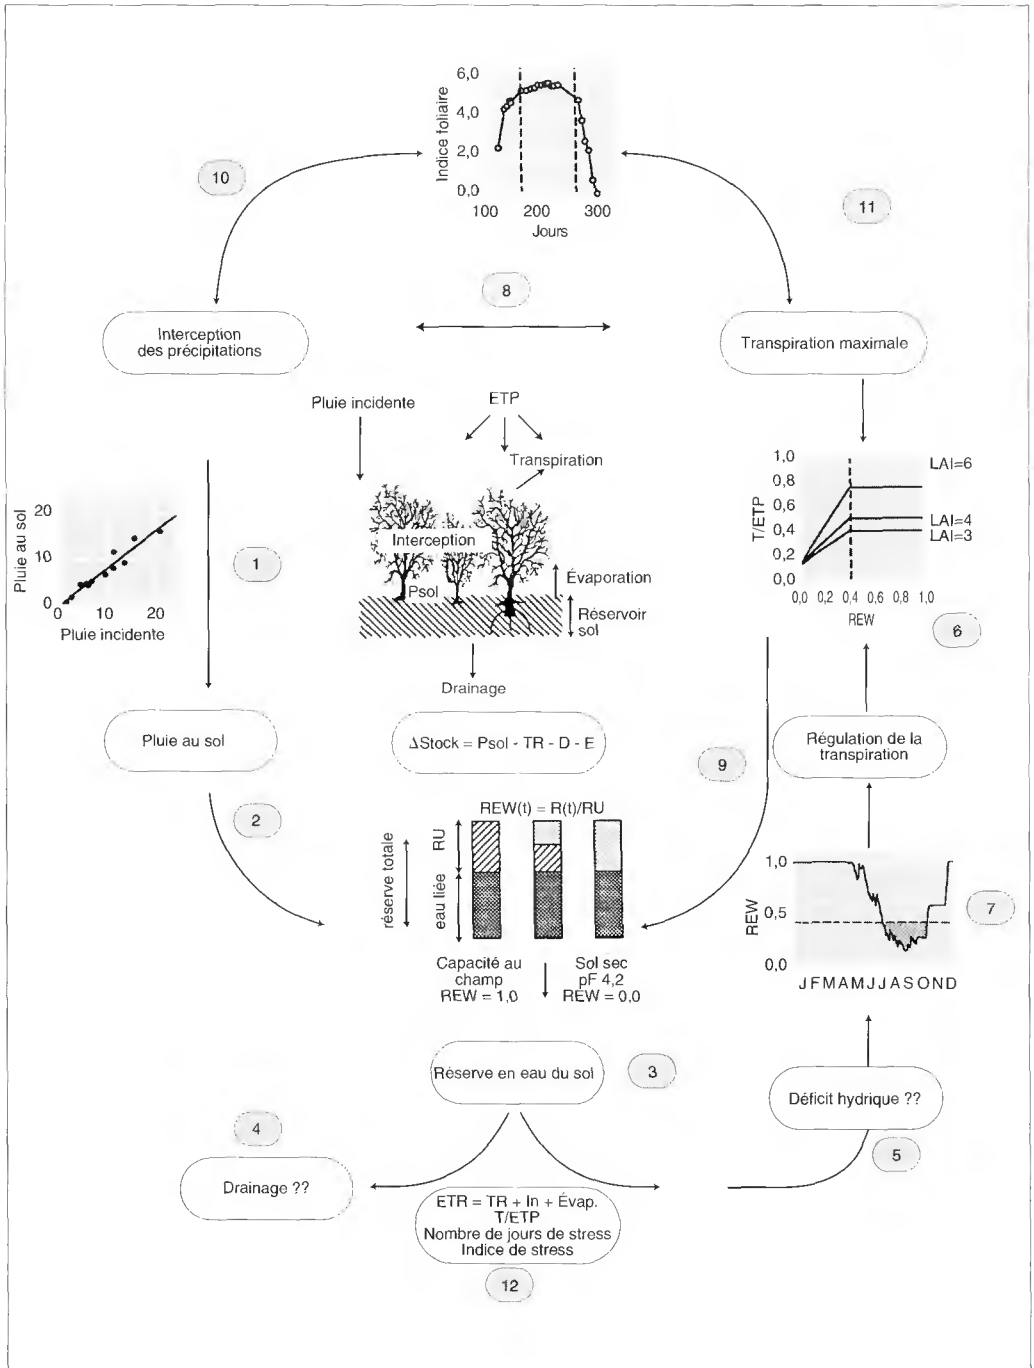 6,0
4,0
2,0
0,0
Indice foliaire
100 200 300
Jours
10
11
8
Interception
des précipitations
Transpiration maximale
Pluie incidente
ETP
Transpiration
Interception
Psol
Évaporation
Réservoir
sol
Drainage
20
10
0
Pluie au sol
0 10 20
Pluie incidente
1
1,0
0,8
0,6
0,4
0,2
0,0
T/ETP
LAI=6
LAI=4
LAI=3
0,0 0,2 0,4 0,6 0,8 1,0
REW
6
Pluie au sol
ΔStock = Psol - TR - D - E
Régulation de la
transpiration
9
2
REW(t) = R(t)/RU
réserve totale
RU
eau liée
Capacité au
champ
REW = 1,0
Sol sec
pF 4,2
REW = 0,0
1,0
0,5
0,0
REW
J F M A M J J A S O N D
7
Réserve en eau du sol
3
Déficit hydrique ??
5
4
Drainage ??
ETR = TR + In + Évap.
T/ETP
Nombre de jours de stress
Indice de stress
12